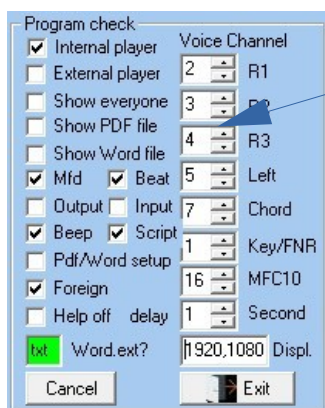 Program check
Internal player Voice Channel
External player 2 R1
Show everyone 3
Show PDF file
Show Word file 4 R3
Mfd Beat 5 Left
Output Input 7 Chord
Beep Script
Pdf/Word setup 1 Key/FNR
Foreign 16 MFC10
Help off delay 1 Second
txt Word.ext? 1920,1080 Displ.
Cancel Exit